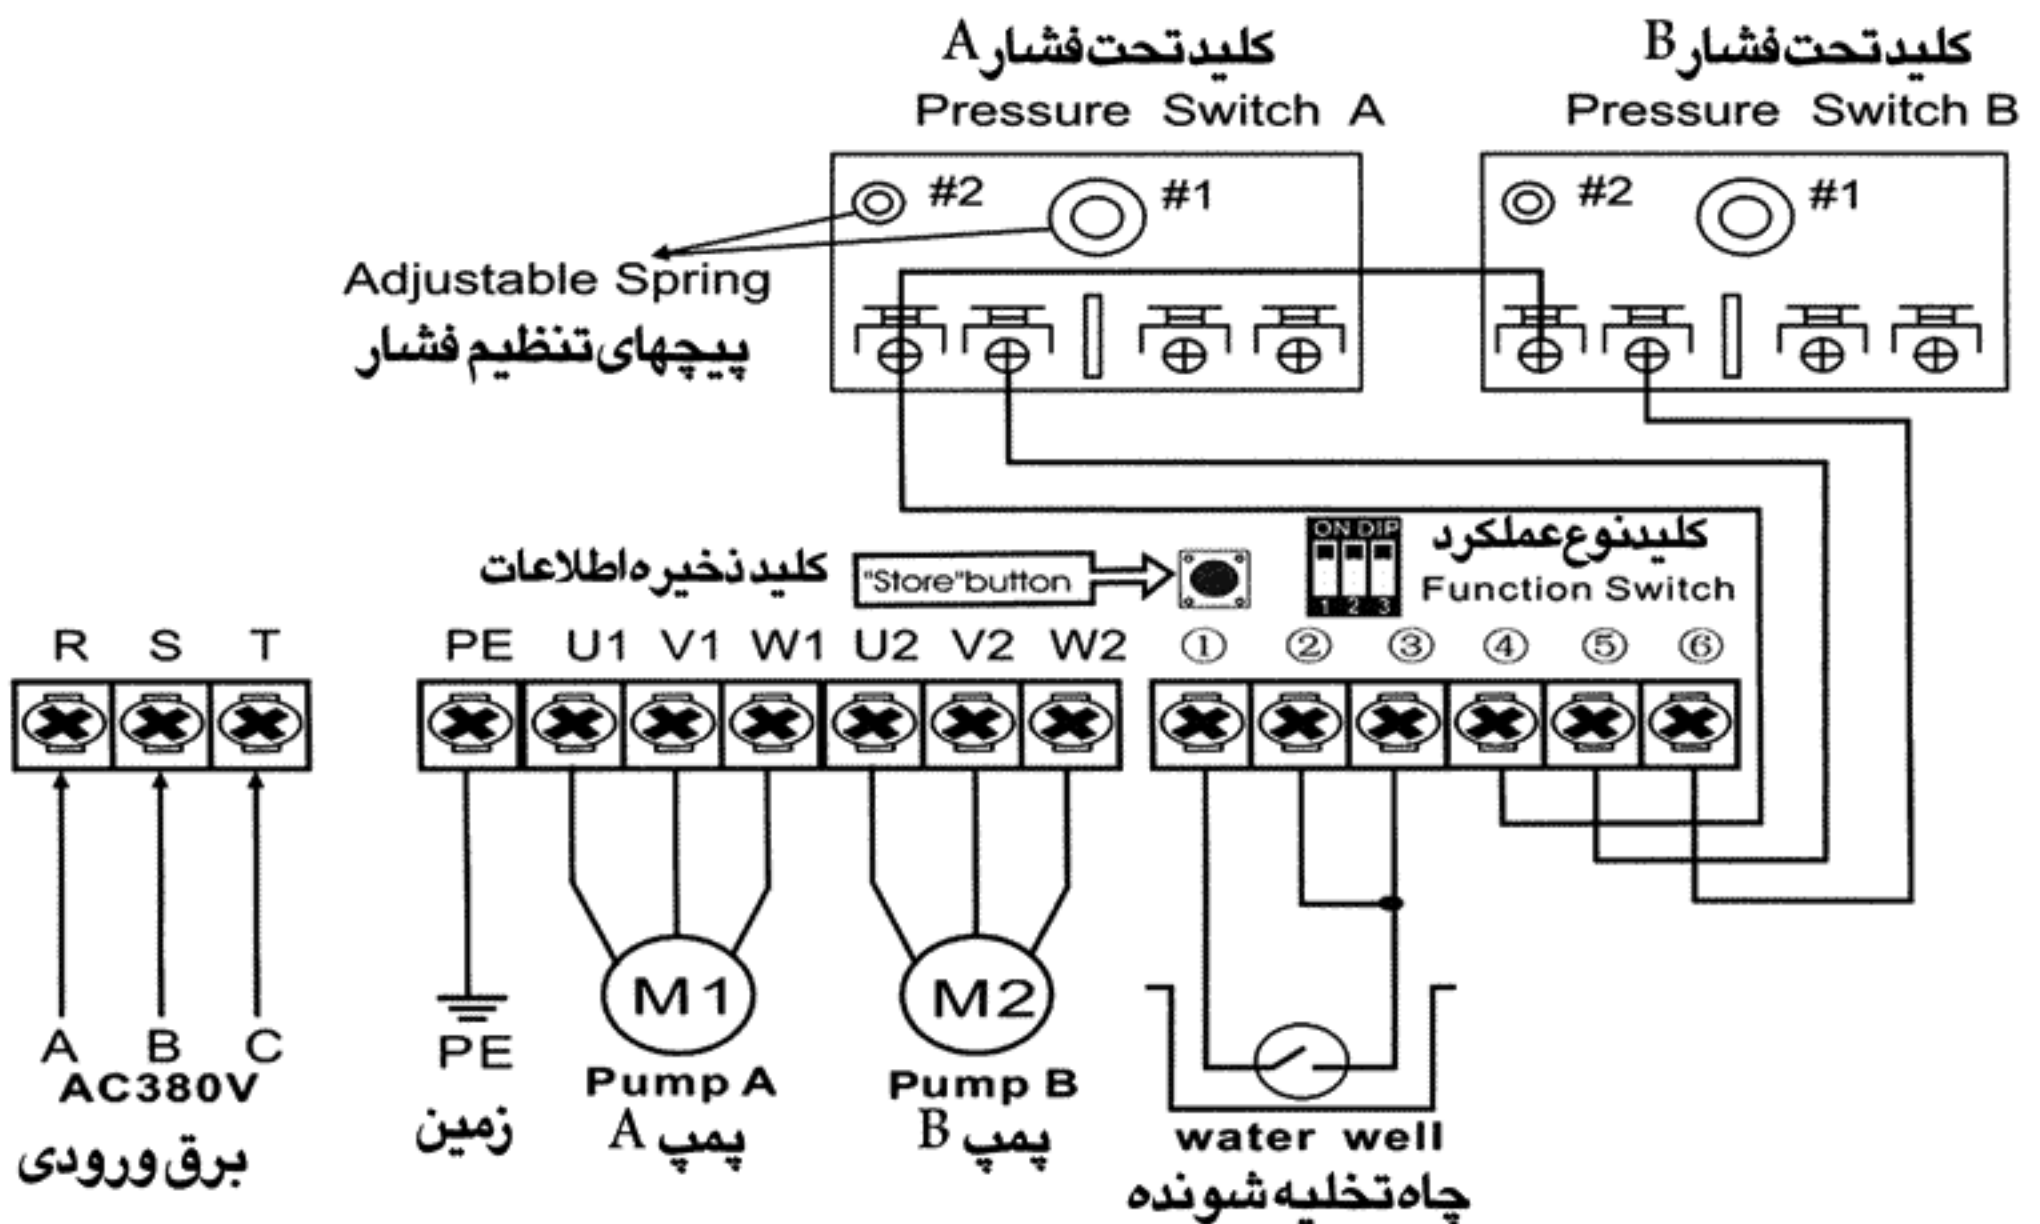 کلید تحت فشار A
Pressure Switch A
#2 #1
کلید تحت فشار B
Pressure Switch B
#2 #1
Adjustable Spring
پیچهای تنظیم فشار
کلید ذخیره اطلاعات
"Store"button
ON DIP
1 2 3
کلید نوع عملکرد
Function Switch
R S T
PE U1 V1 W1 U2 V2 W2
① ② ③ ④ ⑤ ⑥
A B C
AC380V
برق ورودی
PE
زمین
M1
Pump A
پمپ A
M2
Pump B
پمپ B
water well
چاه تخلیه شونده